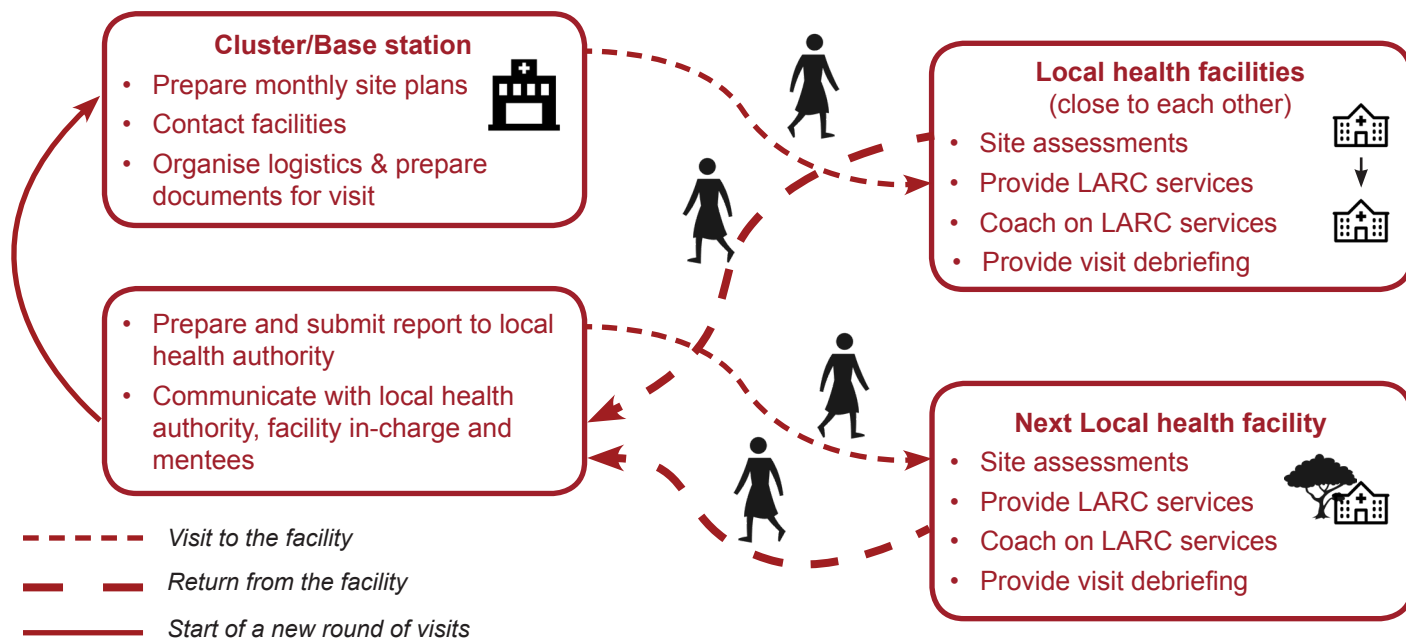 Cluster/Base station
• Prepare monthly site plans
• Contact facilities
• Organise logistics & prepare
documents for visit
Local health facilities
(close to each other)
• Site assessments
• Provide LARC services
• Coach on LARC services
• Provide visit debriefing
• Prepare and submit report to local
health authority
• Communicate with local health
authority, facility in-charge and
mentees
Next Local health facility
• Site assessments
• Provide LARC services
• Coach on LARC services
• Provide visit debriefing
Visit to the facility
Return from the facility
Start of a new round of visits